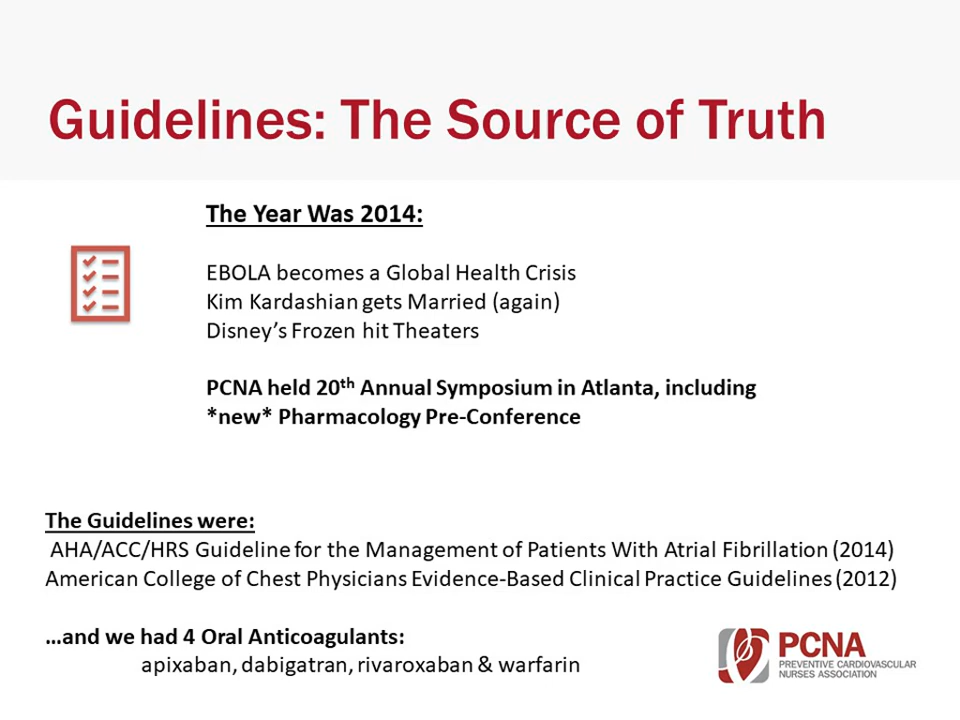 Guidelines: The Source of Truth
The Year Was 2014:
EBOLA becomes a Global Health Crisis
Kim Kardashian gets Married (again)
Disney’s Frozen hit Theaters
PCNA held 20th Annual Symposium in Atlanta, including
*new* Pharmacology Pre-Conference
The Guidelines were:
AHA/ACC/HRS Guideline for the Management of Patients With Atrial Fibrillation (2014)
American College of Chest Physicians Evidence-Based Clinical Practice Guidelines (2012)
…and we had 4 Oral Anticoagulants:
apixaban, dabigatran, rivaroxaban & warfarin
PCNA
PREVENTIVE CARDIOVASCULAR
NURSES ASSOCIATION